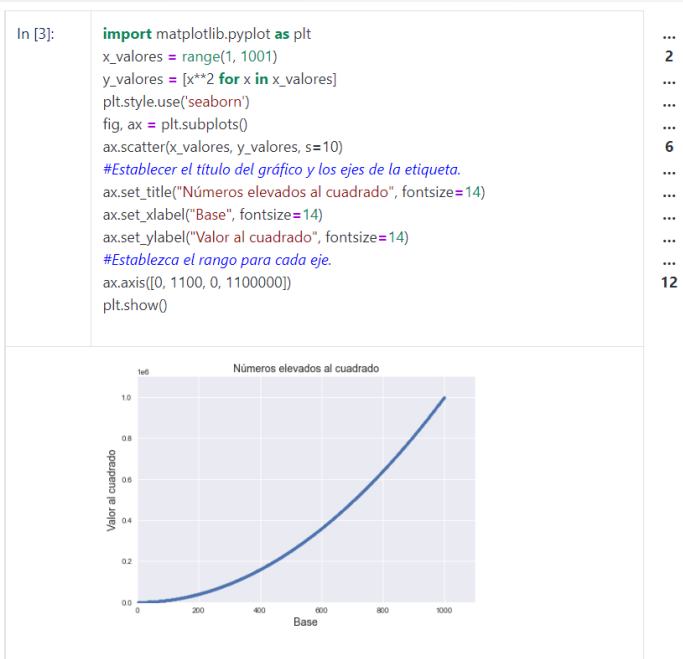 In [3]:
import matplotlib.pyplot as plt
x_valores = range(1, 1001)
y_valores = [x**2 for x in x_valores]
plt.style.use('seaborn')
fig, ax = plt.subplots()
ax.scatter(x_valores, y_valores, s=10)
#Establecer el título del gráfico y los ejes de la etiqueta.
ax.set_title("Números elevados al cuadrado", fontsize=14)
ax.set_xlabel("Base", fontsize=14)
ax.set_ylabel("Valor al cuadrado", fontsize=14)
#Establezca el rango para cada eje.
ax.axis([0, 1100, 0, 1100000])
plt.show()
...
2
...
...
...
6
...
...
...
...
...
12
Números elevados al cuadrado
1e6
1.0
0.8
0.6
0.4
0.2
0.0
Valor al cuadrado
0
200
400
600
800
1000
Base